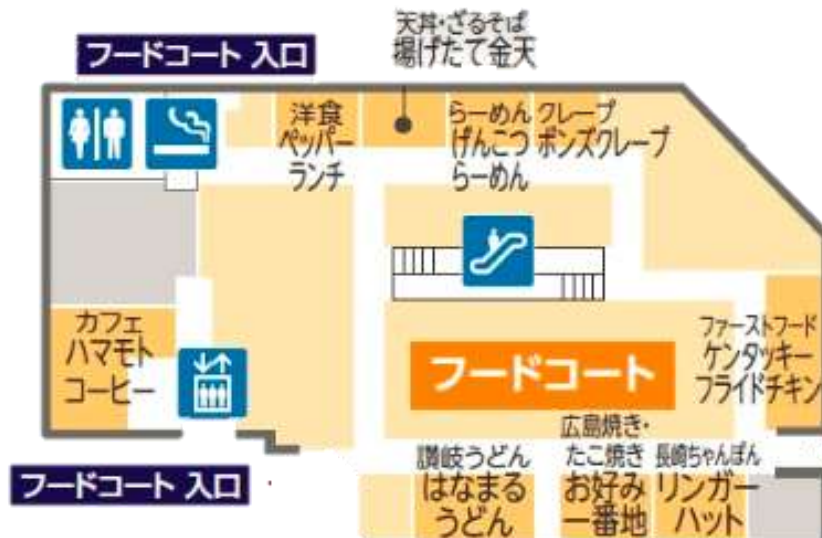 天丼・ざるそば
揚げたて金天
フードコート 入口
洋食
ペッパー
ランチ
らーめん
げんこつ
らーめん
クレープ
ボンズクレープ
カフェ
ハマモト
コーヒー
フードコート
ファーストフード
ケンタッキー
フライドチキン
讃岐うどん
はなまる
うどん
広島焼き・
たこ焼き
お好み
一番地
長崎ちゃんぽん
リンガー
ハット
フードコート 入口